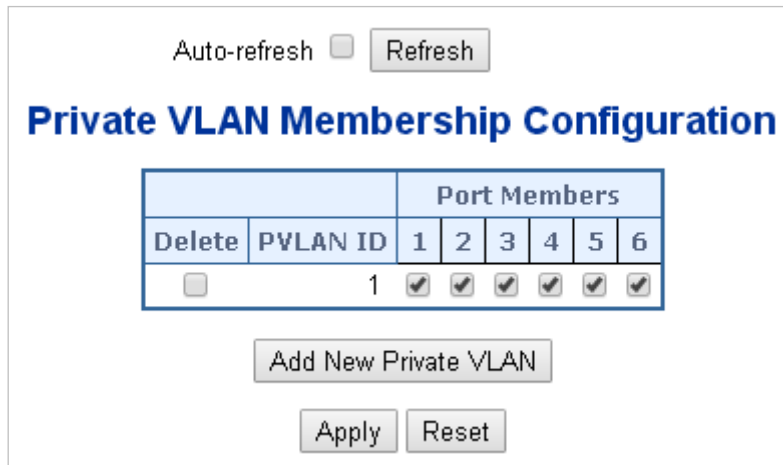 Auto-refresh Refresh
Private VLAN Membership Configuration
Port Members
Delete PVLAN ID 1 2 3 4 5 6
1
Add New Private VLAN
Apply Reset